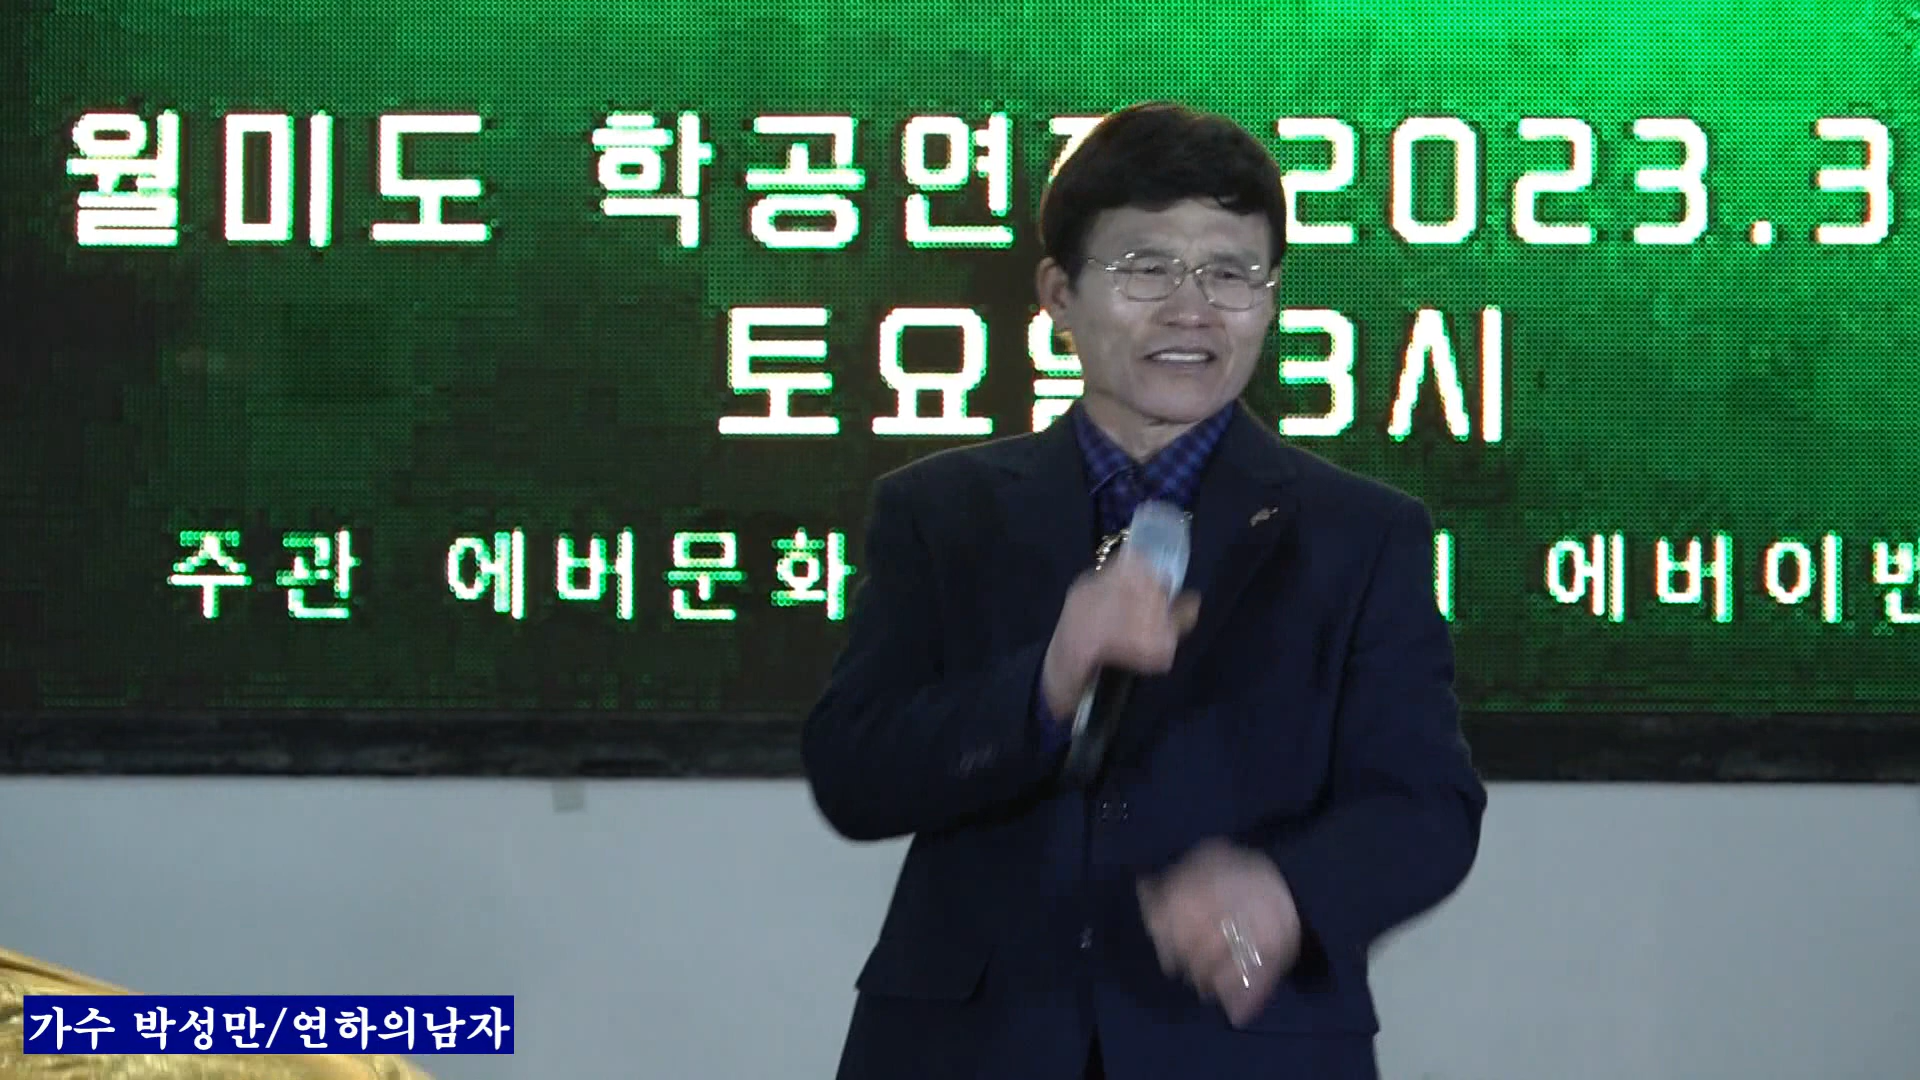 월미도 학공연 2023.3
토요일 3시
주관 에버문화 에버이벤
가수 박성만/연하의남자